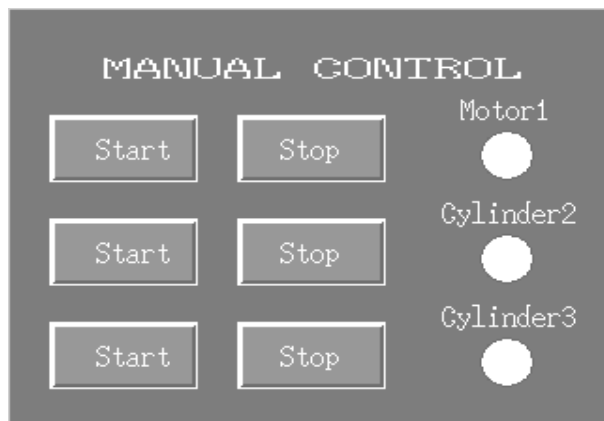 MANUAL CONTROL
Motor1
Start Stop
Cylinder2
Start Stop
Cylinder3
Start Stop